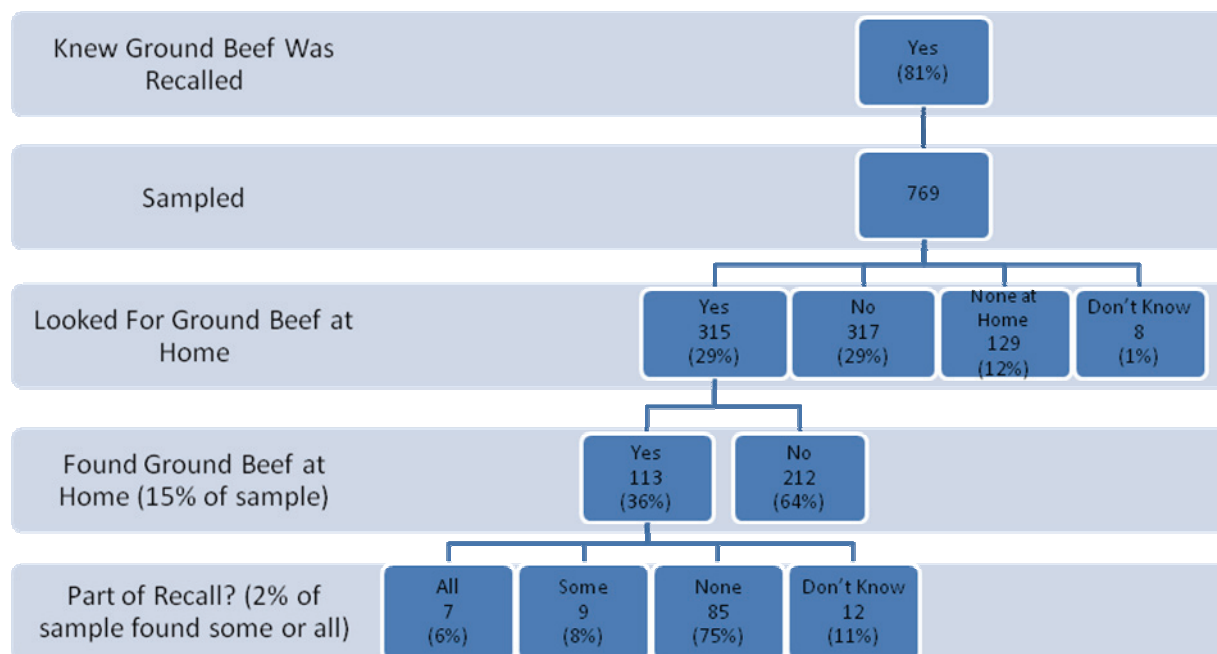 Knew Ground Beef Was
Recalled
Yes
(81%)
Sampled
769
Looked For Ground Beef at
Home
Yes
315
(29%)
No
317
(29%)
None at
Home
129
(12%)
Don't Know
8
(1%)
Found Ground Beef at
Home (15% of sample)
Yes
113
(36%)
No
212
(64%)
Part of Recall? (2% of
sample found some or all)
All
7
(6%)
Some
9
(8%)
None
85
(75%)
Don't Know
12
(11%)